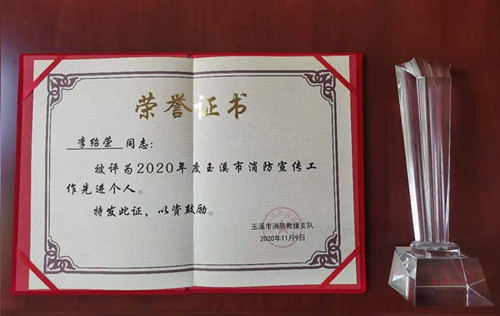 荣誉证书
李绍荣 同志:
被评为2020年度玉溪市消防宣传工
作先进个人。
特发此证，以资鼓励。
玉溪市消防救援支队
2020年11月9日